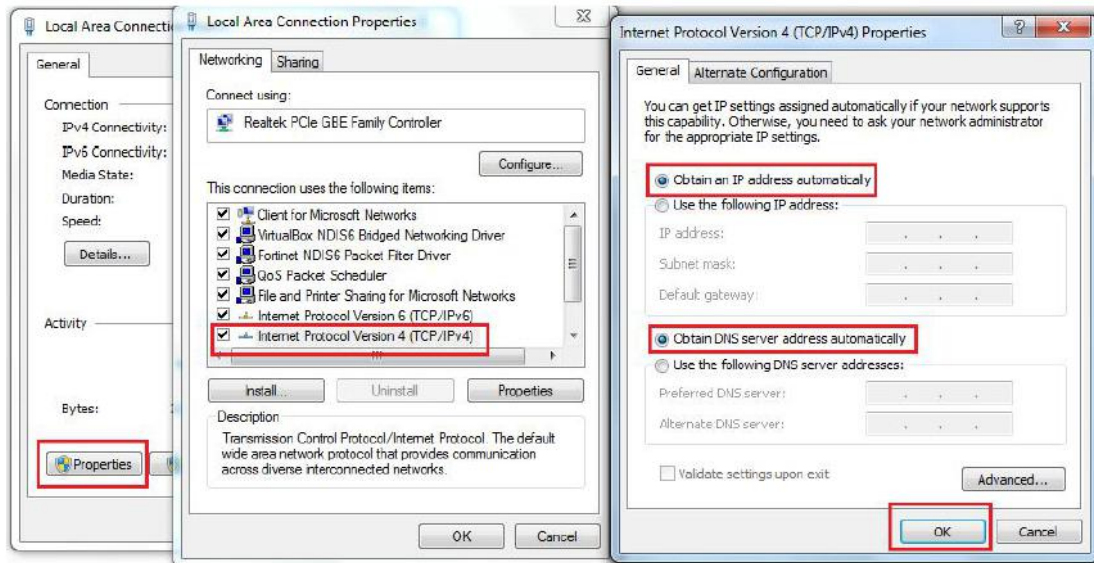 Local Area Connecti
General
Connection
IPv4 Connectivity:
IPv6 Connectivity:
Media State:
Duration:
Speed:
Details...
Activity
Bytes:
Properties
Local Area Connection Properties
Networking
Sharing
Connect using:
Realtek PCIe GBE Family Controller
Configure...
This connection uses the following items:
Client for Microsoft Networks
VirtualBox NDIS6 Bridged Networking Driver
Fortinet NDIS6 Packet Filter Driver
QoS Packet Scheduler
File and Printer Sharing for Microsoft Networks
Internet Protocol Version 6 (TCP/IPv6)
Internet Protocol Version 4 (TCP/IPv4)
Install...
Uninstall
Properties
Description
Transmission Control Protocol/Internet Protocol. The default
wide area network protocol that provides communication
across diverse interconnected networks.
OK
Cancel
Internet Protocol Version 4 (TCP/IPv4) Properties
General
Alternate Configuration
You can get IP settings assigned automatically if your network supports
this capability. Otherwise, you need to ask your network administrator
for the appropriate IP settings.
Obtain an IP address automatically
Use the following IP address:
IP address:
Subnet mask:
Default gateway:
Obtain DNS server address automatically
Use the following DNS server addresses:
Preferred DNS server:
Alternate DNS server:
Validate settings upon exit
Advanced...
OK
Cancel